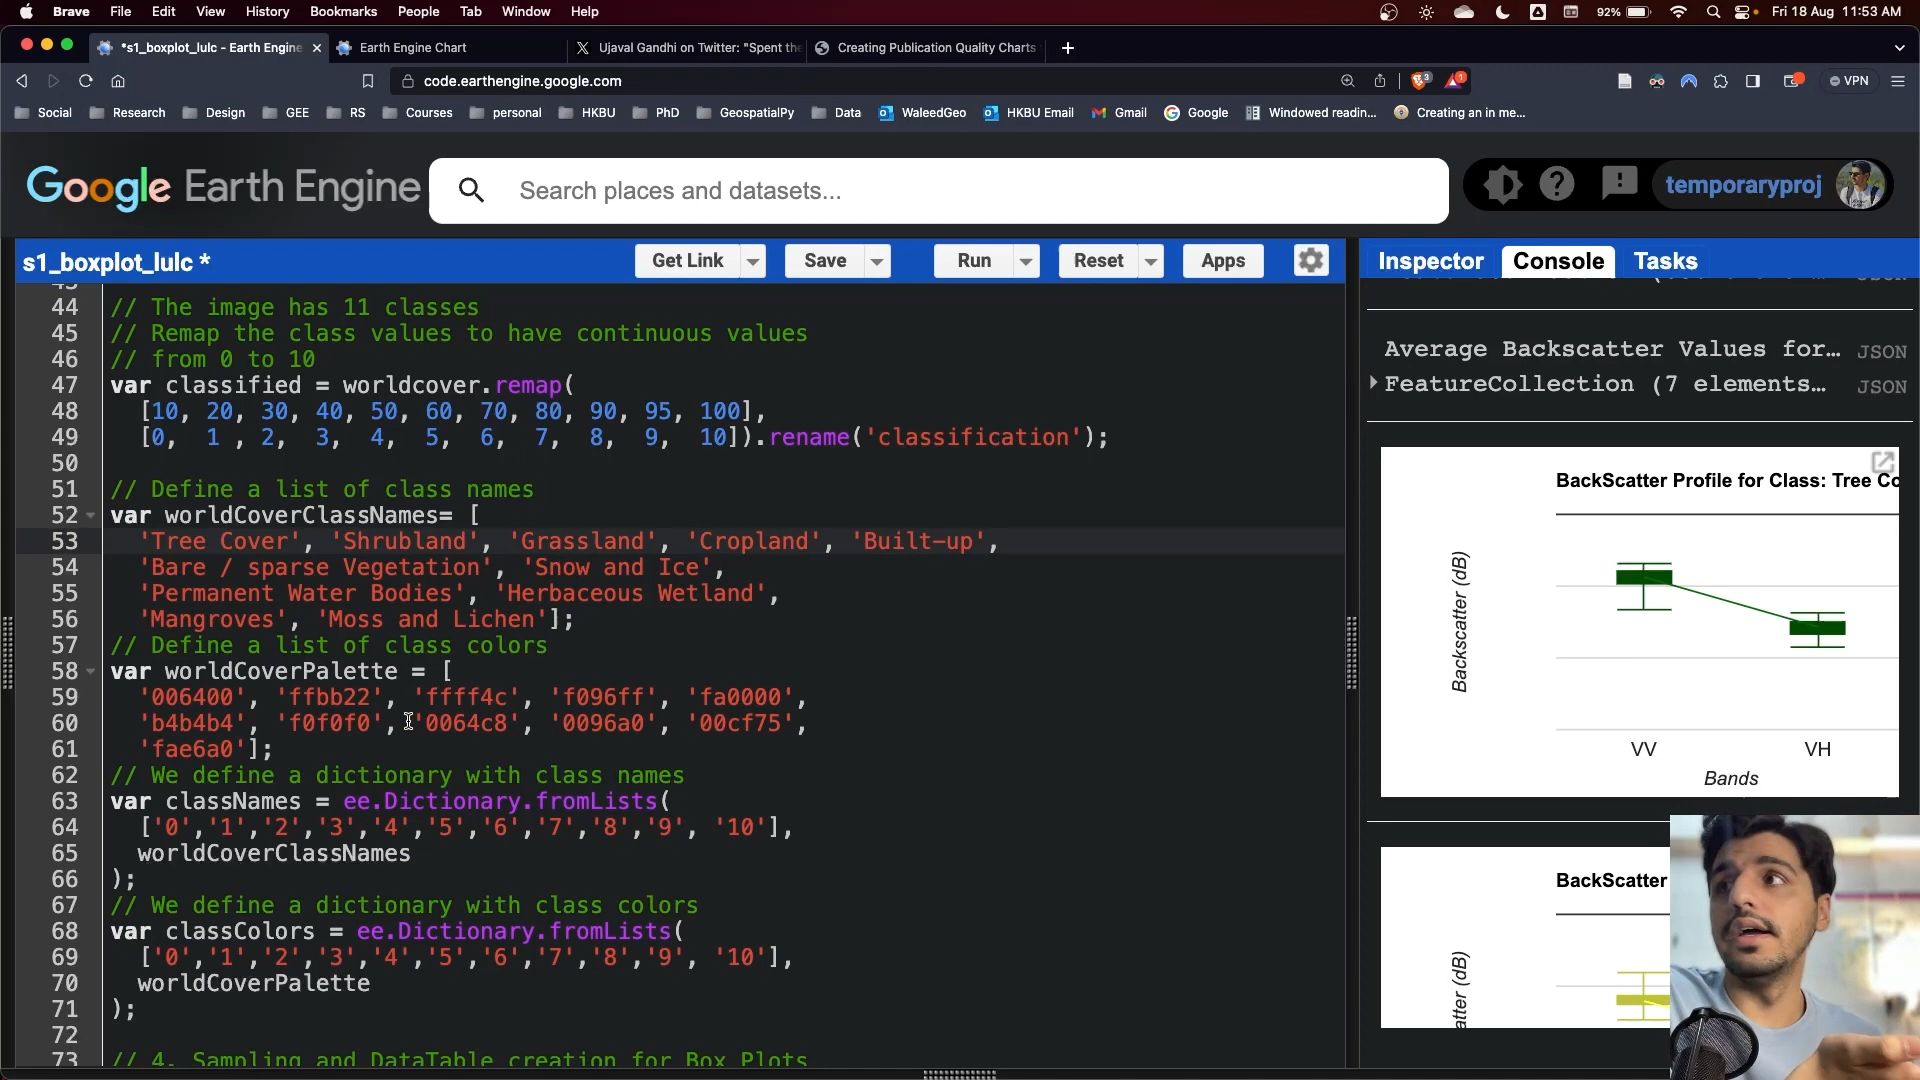 Brave File Edit View History Bookmarks People Tab Window Help 92% Fri 18 Aug 11:53 AM
*s1_boxplot_lulc - Earth Engine Earth Engine Chart Ujaval Gandhi on Twitter: "Spent the Creating Publication Quality Charts
code.earthengine.google.com 3 1 VPN
Social Research Design GEE RS Courses personal HKBU PhD GeospatialPy Data WaleedGeo HKBU Email Gmail Google Windowed readin... Creating an in me...
Google Earth Engine Search places and datasets... temporaryproj
s1_boxplot_lulc * Get Link Save Run Reset Apps Inspector Console Tasks
44 // The image has 11 classes
45 // Remap the class values to have continuous values
46 // from 0 to 10
47 var classified = worldcover.remap(
48 [10, 20, 30, 40, 50, 60, 70, 80, 90, 95, 100],
49 [0, 1 , 2, 3, 4, 5, 6, 7, 8, 9, 10]).rename('classification');
50
51 // Define a list of class names
52 var worldCoverClassNames= [
53 'Tree Cover', 'Shrubland', 'Grassland', 'Cropland', 'Built-up',
54 'Bare / sparse Vegetation', 'Snow and Ice',
55 'Permanent Water Bodies', 'Herbaceous Wetland',
56 'Mangroves', 'Moss and Lichen'];
57 // Define a list of class colors
58 var worldCoverPalette = [
59 '006400', 'ffbb22', 'ffff4c', 'f096ff', 'fa0000',
60 'b4b4b4', 'f0f0f0', '0064c8', '0096a0', '00cf75',
61 'fae6a0'];
62 // We define a dictionary with class names
63 var classNames = ee.Dictionary.fromLists(
64 ['0','1','2','3','4','5','6','7','8','9', '10'],
65 worldCoverClassNames
66 );
67 // We define a dictionary with class colors
68 var classColors = ee.Dictionary.fromLists(
69 ['0','1','2','3','4','5','6','7','8','9', '10'],
70 worldCoverPalette
71 );
72
73 // 4. Sampling and DataTable creation for Box Plots
Average Backscatter Values for... JSON
FeatureCollection (7 elements... JSON
BackScatter Profile for Class: Tree Co
Backscatter (dB)
VV VH
Bands
BackScatter
atter (dB)